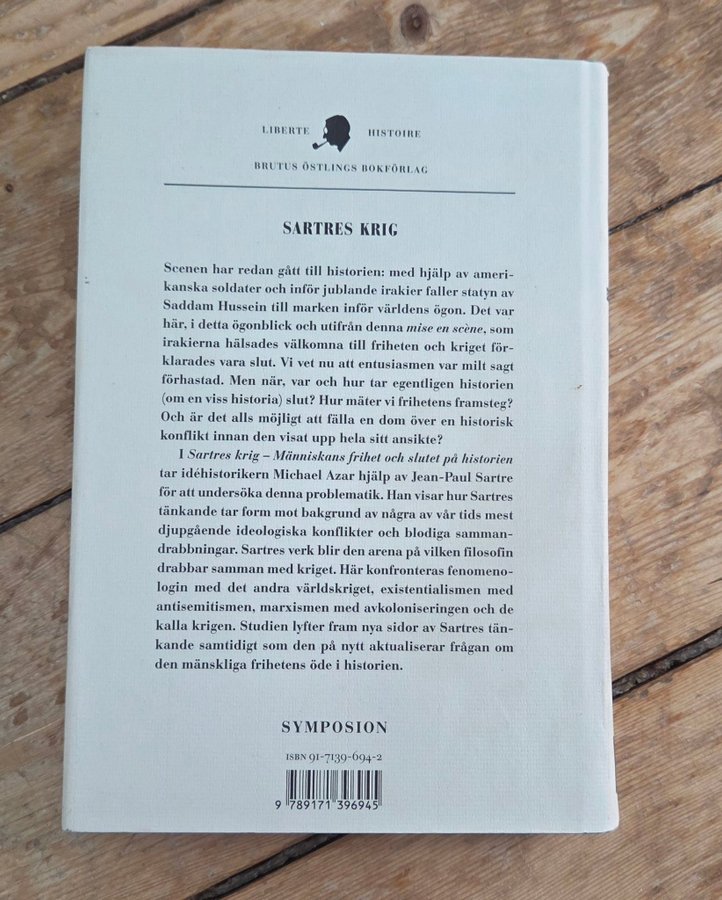 LIBERTE HISTOIRE
BRUTUS ÖSTLINGS BOKFÖRLAG
SARTRES KRIG
Scenen har redan gått till historien: med hjälp av ameri-
kanska soldater och inför jublande irakier faller statyn av
Saddam Hussein till marken inför världens ögon. Det var
här, i detta ögonblick och utifrån denna mise en scène, som
irakierna hälsades välkomna till friheten och kriget för-
klarades vara slut. Vi vet nu att entusiasmen var milt sagt
förhastad. Men när, var och hur tar egentligen historien
(om en viss historia) slut? Hur mäter vi frihetens framsteg?
Och är det alls möjligt att fälla en dom över en historisk
konflikt innan den visat upp hela sitt ansikte?
I Sartres krig – Människans frihet och slutet på historien
tar idéhistorikern Michael Azar hjälp av Jean-Paul Sartre
för att undersöka denna problematik. Han visar hur Sartres
tänkande tar form mot bakgrund av några av vår tids mest
djupgående ideologiska konflikter och blodiga samman-
drabbningar. Sartres verk blir den arena på vilken filosofin
drabbar samman med kriget. Här konfronteras fenomeno-
login med det andra världskriget, existentialismen med
antisemitismen, marxismen med avkoloniseringen och de
kalla krigen. Studien lyfter fram nya sidor av Sartres tän-
kande samtidigt som den på nytt aktualiserar frågan om
den mänskliga frihetens öde i historien.
SYMPOSION
ISBN 91-7139-694-2
9 789171 396945